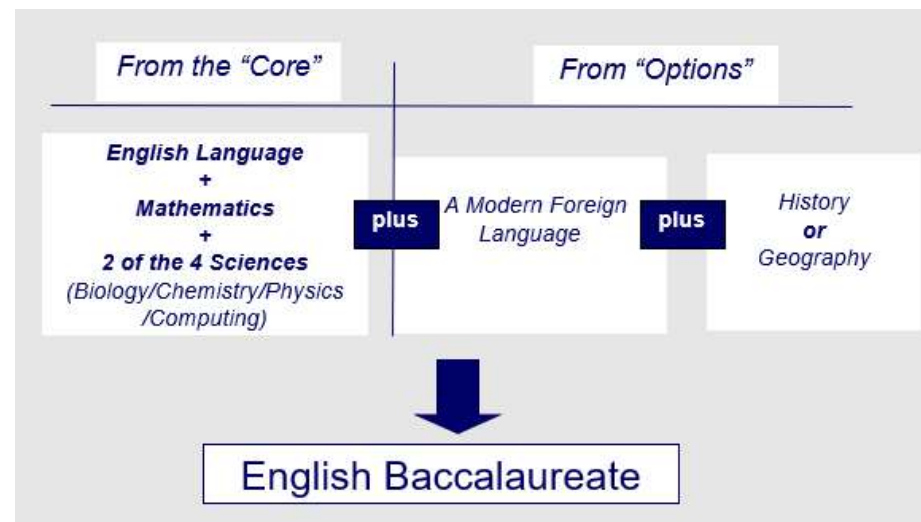 From the “Core”
From “Options”
English Language
+
Mathematics
+
2 of the 4 Sciences
(Biology/Chemistry/Physics
/Computing)
plus
A Modern Foreign
Language
plus
History
or
Geography
English Baccalaureate